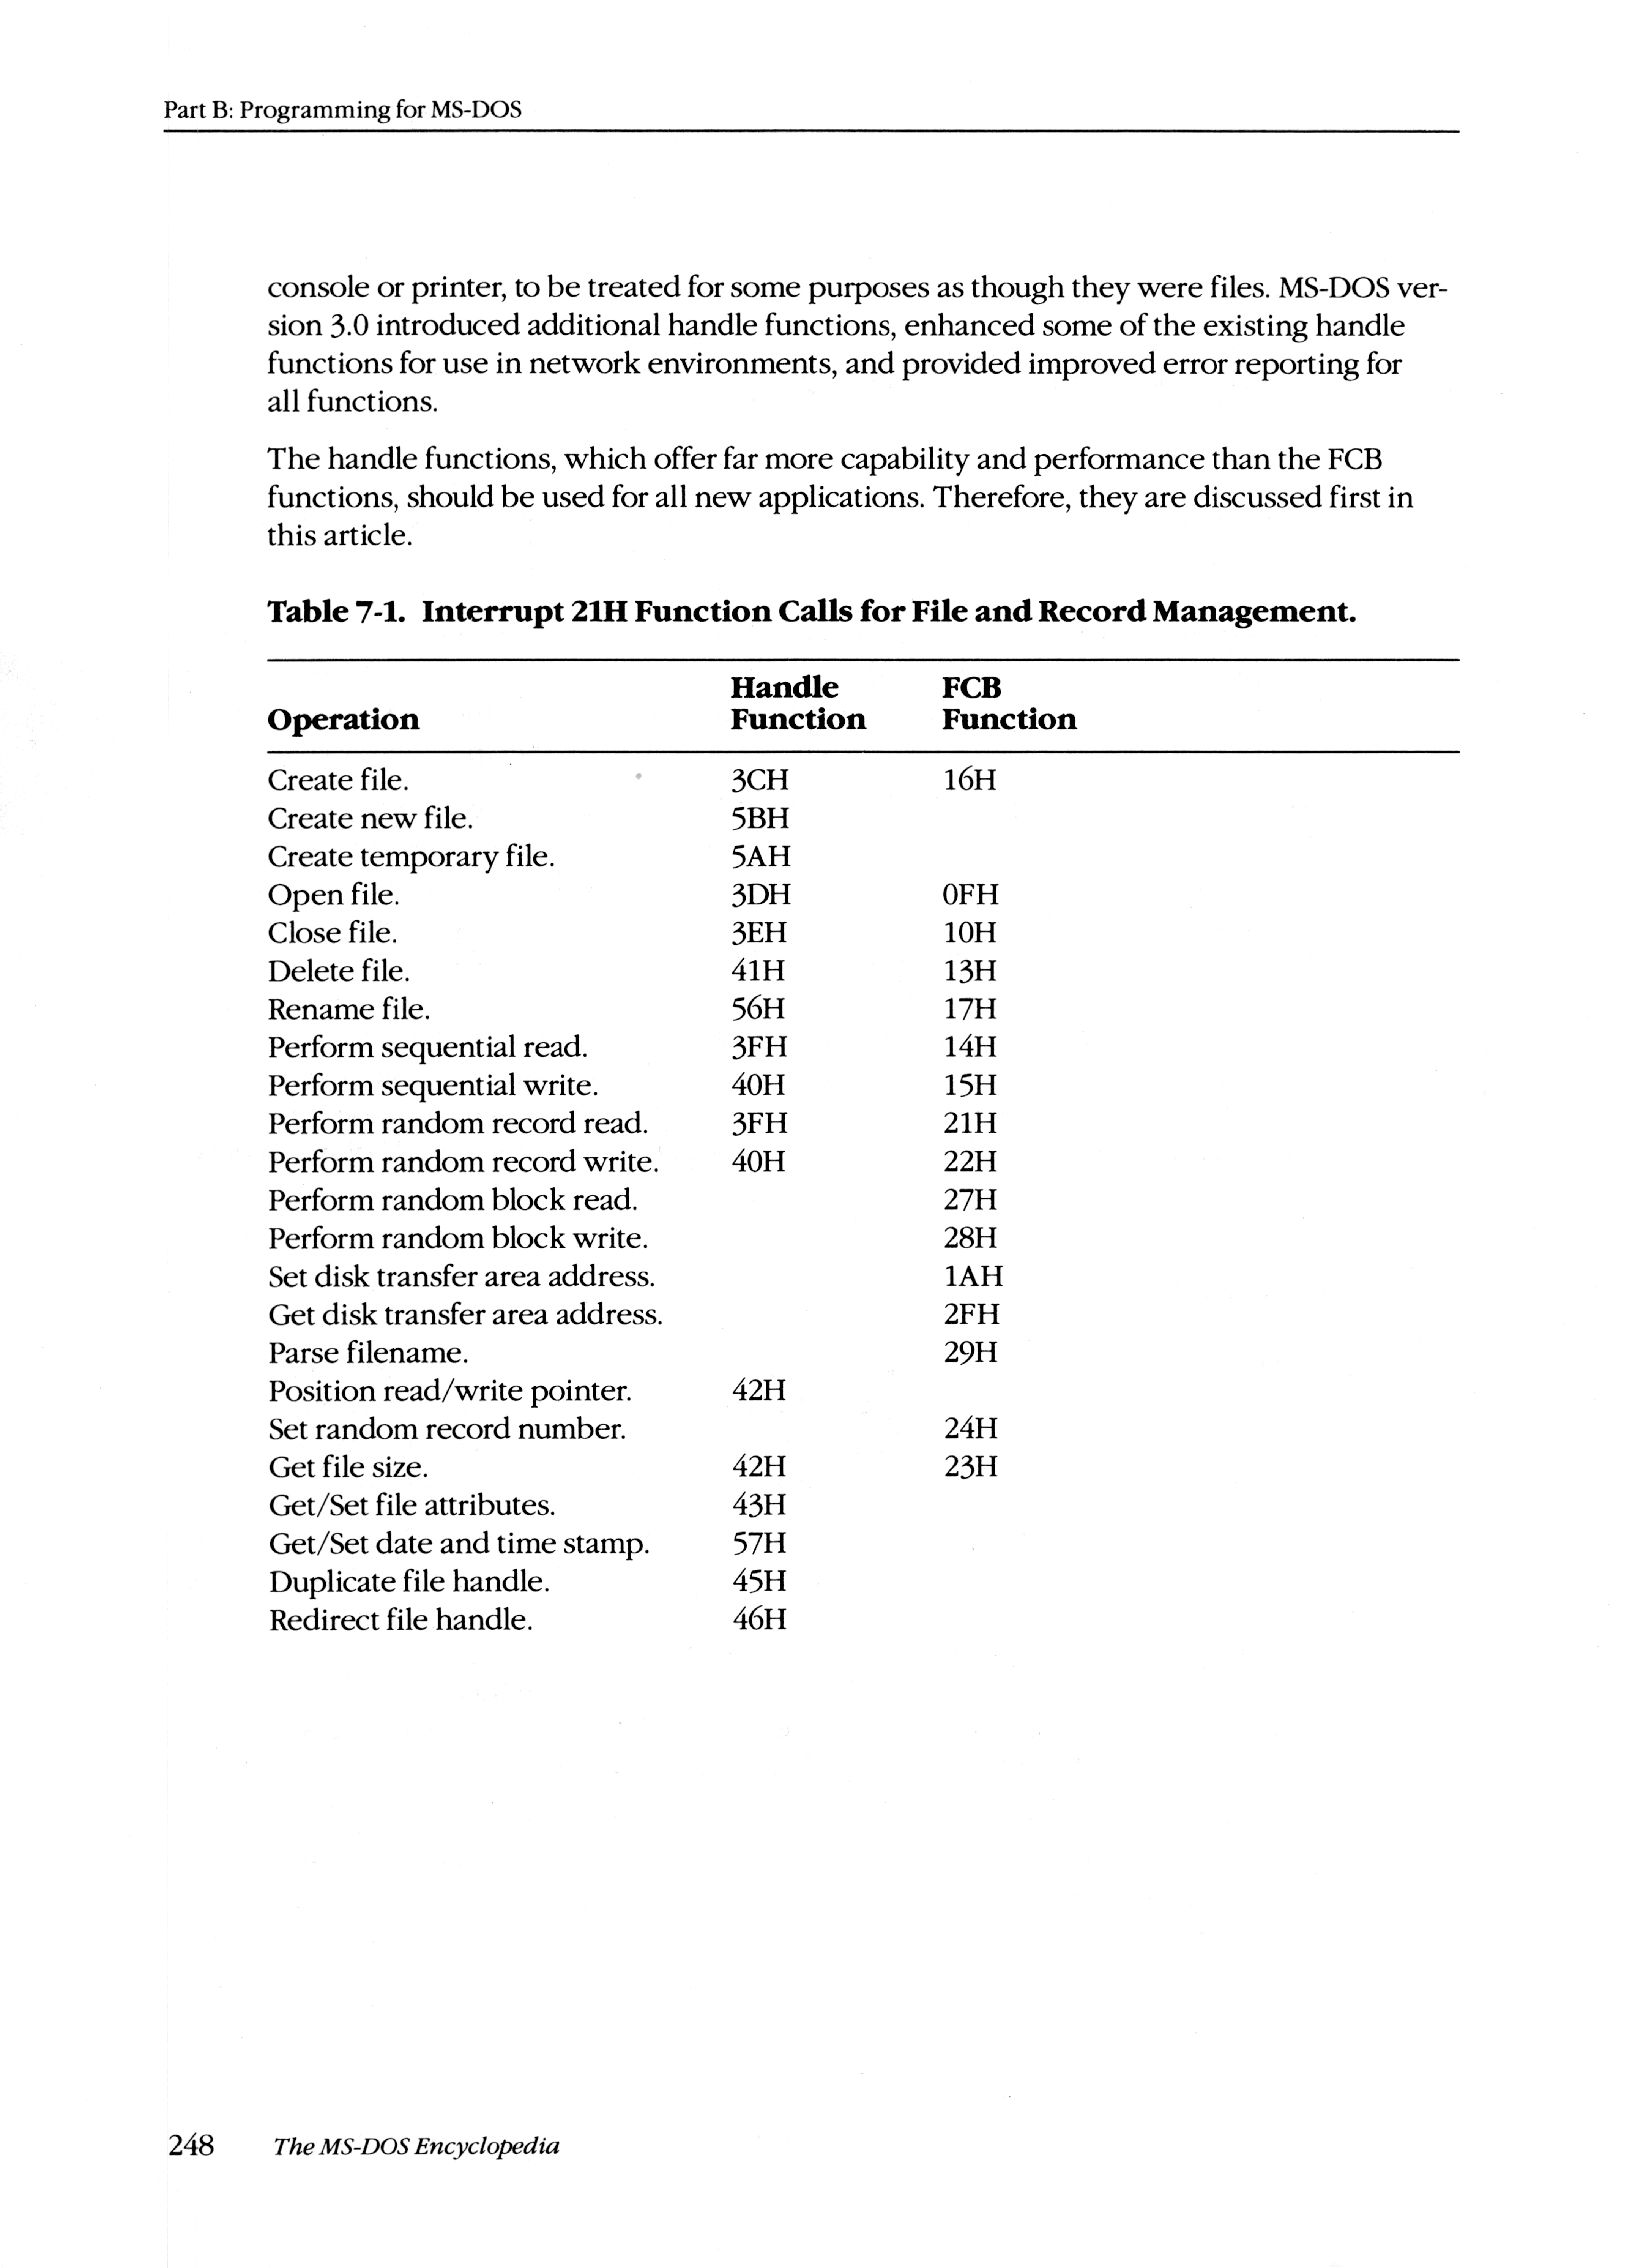 Part B: Programming for MS-DOS
console or printer, to be treated for some purposes as though they were files. MS-DOS ver-
sion 3.0 introduced additional handle functions, enhanced some of the existing handle
functions for use in network environments, and provided improved error reporting for
all functions.
The handle functions, which offer far more capability and performance than the FCB
functions, should be used for all new applications. Therefore, they are discussed first in
this article.
Table 7-1. Interrupt 21H Function Calls for File and Record Management.
Handle FCB
Operation Function Function
Create file. 3CH 16H
Create new file. 5BH
Create temporary file. 5AH
Open file. 3DH 0FH
Close file. 3EH 10H
Delete file. 41H 13H
Rename file. 56H 17H
Perform sequential read. 3FH 14H
Perform sequential write. 40H 15H
Perform random record read. 3FH 21H
Perform random record write. 40H 22H
Perform random block read. 27H
Perform random block write. 28H
Set disk transfer area address. 1AH
Get disk transfer area address. 2FH
Parse filename. 29H
Position read/write pointer. 42H
Set random record number. 24H
Get file size. 42H 23H
Get/Set file attributes. 43H
Get/Set date and time stamp. 57H
Duplicate file handle. 45H
Redirect file handle. 46H
248 The MS-DOS Encyclopedia